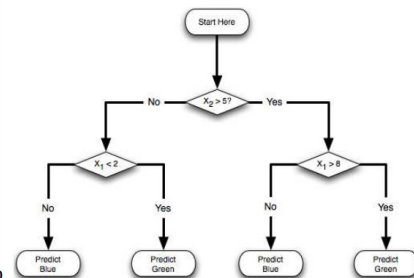 Start Here
No
X2 > 5?
Yes
X1 < 2
X1 > 8
No
Yes
No
Yes
Predict
Blue
Predict
Green
Predict
Blue
Predict
Green